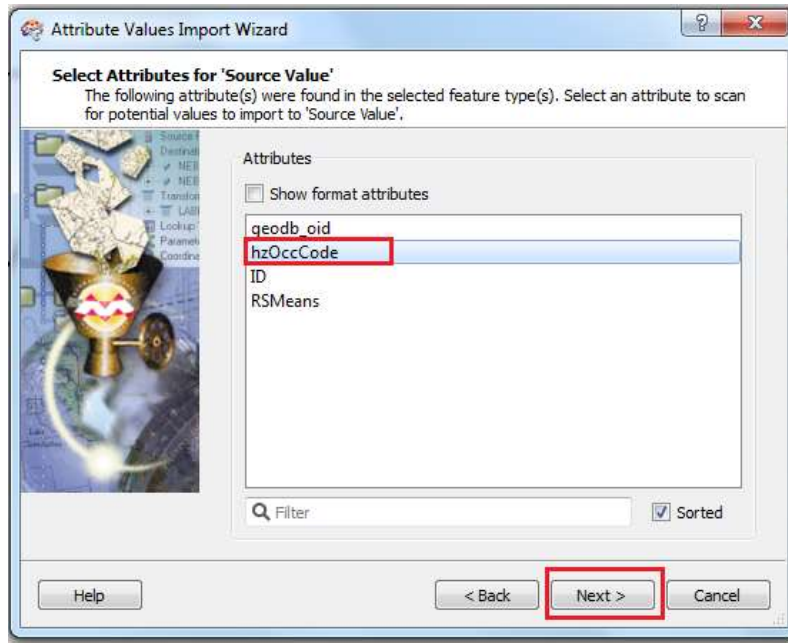 Attribute Values Import Wizard
Select Attributes for 'Source Value'
The following attribute(s) were found in the selected feature type(s). Select an attribute to scan
for potential values to import to 'Source Value'.
Attributes
Show format attributes
geodb_oid
hzOccCode
ID
RSMeans
Filter
Sorted
Help
< Back
Next >
Cancel